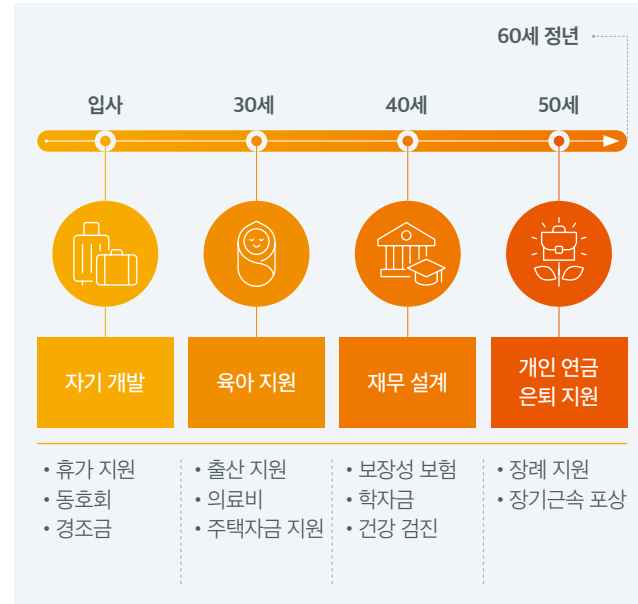 60세 정년
입사
30세
40세
50세
자기 개발
육아 지원
재무 설계
개인 연금
은퇴 지원
• 휴가 지원
• 동호회
• 경조금
• 출산 지원
• 의료비
• 주택자금 지원
• 보장성 보험
• 학자금
• 건강 검진
• 장례 지원
• 장기근속 포상